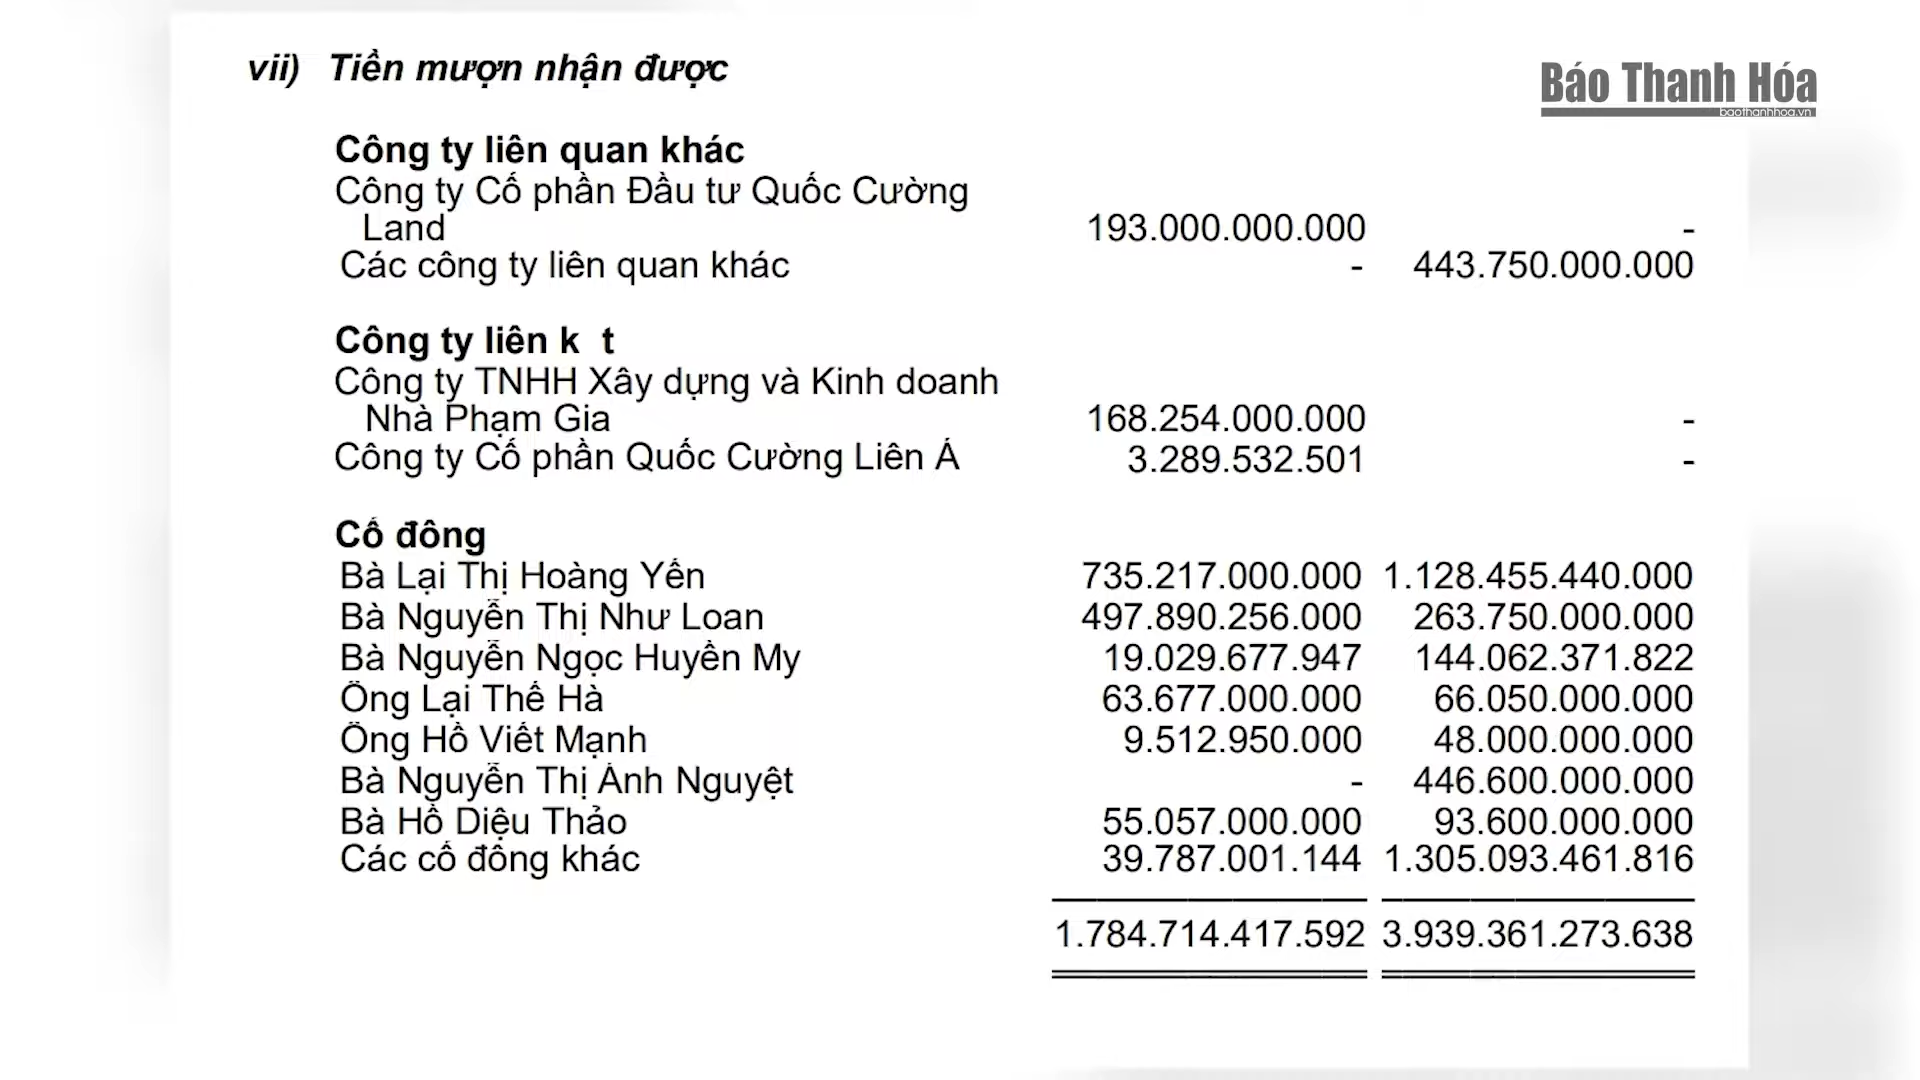 vii) Tiền mượn nhận được
Báo Thanh Hóa
baothanhhoa.vn
Công ty liên quan khác
Công ty Cổ phần Đầu tư Quốc Cường
Land 193.000.000.000 -
Các công ty liên quan khác - 443.750.000.000
Công ty liên k t
Công ty TNHH Xây dựng và Kinh doanh
Nhà Phạm Gia 168.254.000.000 -
Công ty Cổ phần Quốc Cường Liên Á 3.289.532.501 -
Cổ đông
Bà Lại Thị Hoàng Yến 735.217.000.000 1.128.455.440.000
Bà Nguyễn Thị Như Loan 497.890.256.000 263.750.000.000
Bà Nguyễn Ngọc Huyền My 19.029.677.947 144.062.371.822
Ông Lại Thế Hà 63.677.000.000 66.050.000.000
Ông Hồ Viết Mạnh 9.512.950.000 48.000.000.000
Bà Nguyễn Thị Ánh Nguyệt - 446.600.000.000
Bà Hồ Diệu Thảo 55.057.000.000 93.600.000.000
Các cổ đông khác 39.787.001.144 1.305.093.461.816
1.784.714.417.592 3.939.361.273.638